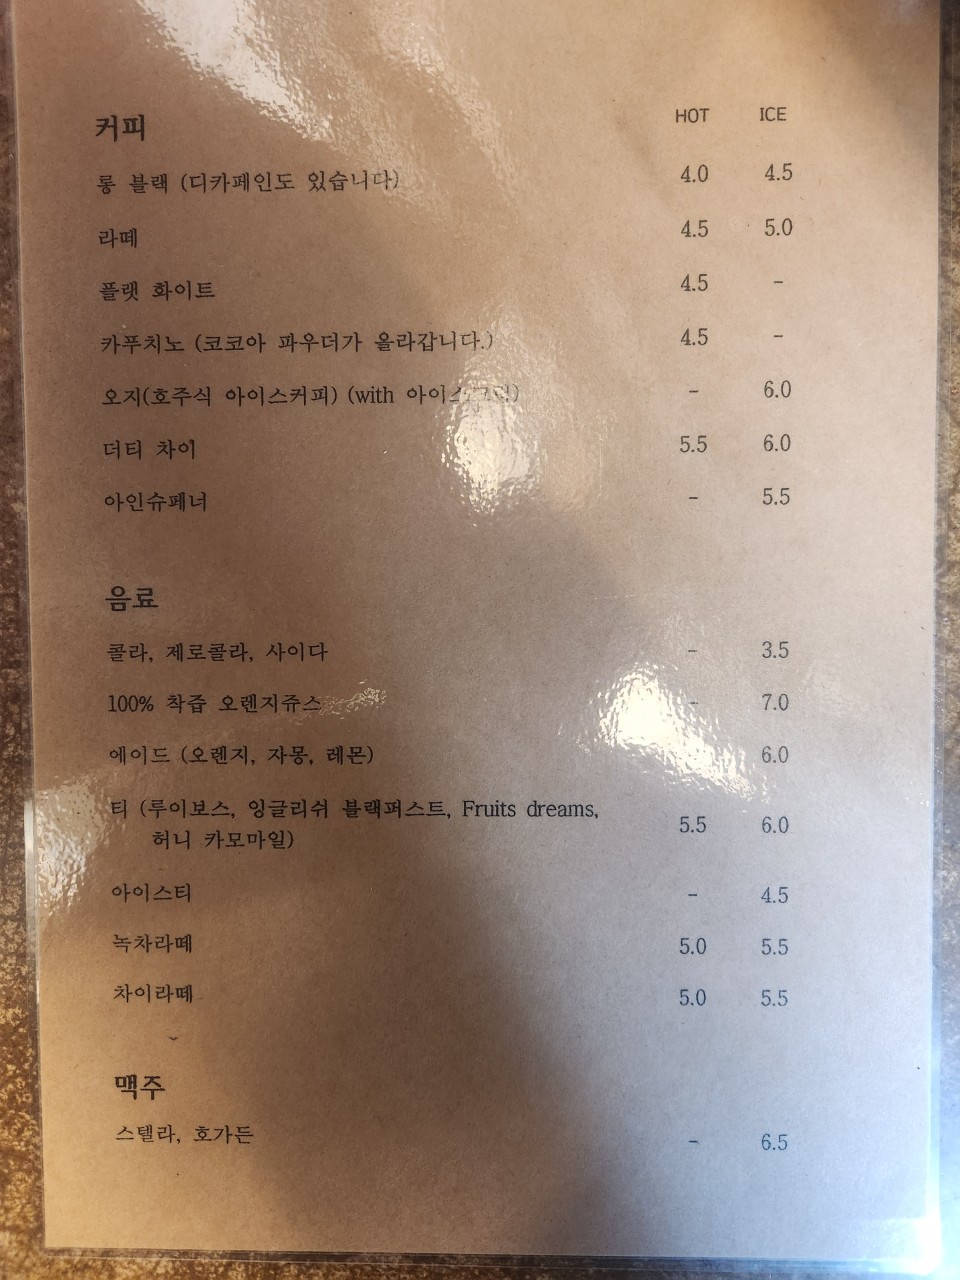 HOT ICE
커피
롱 블랙 (디카페인도 있습니다) 4.0 4.5
라떼 4.5 5.0
플랫 화이트 4.5 -
카푸치노 (코코아 파우더가 올라갑니다.) 4.5 -
오지(호주식 아이스커피) (with 아이스크림) - 6.0
더티 차이 5.5 6.0
아인슈페너 - 5.5
음료
콜라, 제로콜라, 사이다 - 3.5
100% 착즙 오렌지쥬스 - 7.0
에이드 (오렌지, 자몽, 레몬) 6.0
티 (루이보스, 잉글리쉬 블랙퍼스트, Fruits dreams,
허니 카모마일) 5.5 6.0
아이스티 - 4.5
녹차라떼 5.0 5.5
차이라떼 5.0 5.5
맥주
스텔라, 호가든 - 6.5